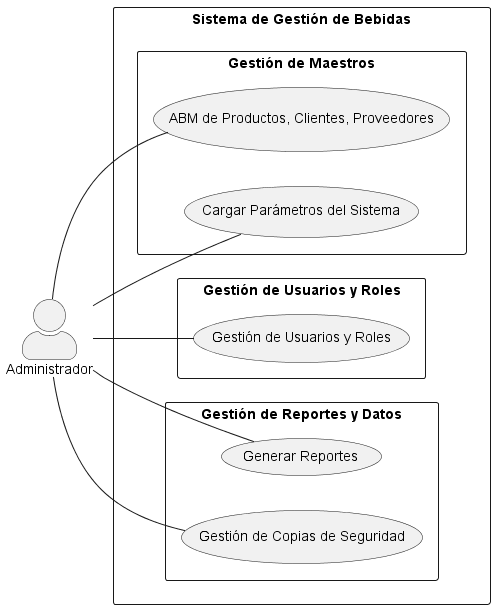 Sistema de Gestión de Bebidas
Gestión de Maestros
ABM de Productos, Clientes, Proveedores
Cargar Parámetros del Sistema
Gestión de Usuarios y Roles
Gestión de Usuarios y Roles
Administrador
Gestión de Reportes y Datos
Generar Reportes
Gestión de Copias de Seguridad